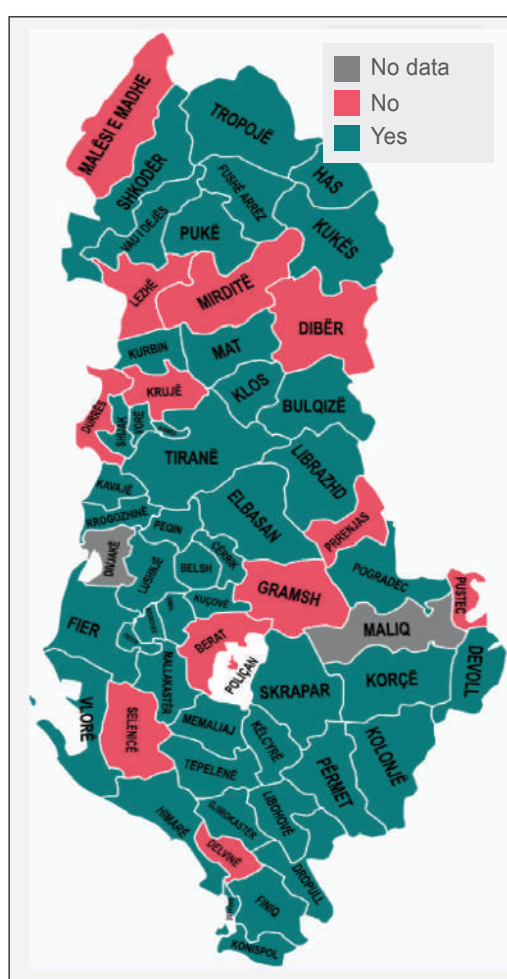 No data
No
Yes
MALËSI E MADHE
TROPOJË
SHKODËR
HAS
FUSHË ARRËZ
VAU I DEJËS
PUKË
KUKËS
LEZHË
MIRDITË
DIBËR
KURBIN
MAT
KRUJË
KLOS
BULQIZË
DURRËS
SHIJAK
VORË
TIRANË
LIBRAZHD
KAVAJË
ELBASAN
RROGOZHINË
PEQIN
PRRENJAS
DIVJAKË
LUSHNJË
BELSH
CËRRIK
POGRADEC
GRAMSH
PUSTEC
KUÇOVË
FIER
MALIQ
BERAT
POLIÇAN
DEVOLL
MALLAKASTËR
SKRAPAR
KORÇË
VLORË
SELENICË
MEMALIAJ
KËLCYRË
KOLONJË
TEPELENË
PËRMET
HIMARË
GJIROKASTËR
LIBOHOVË
DELVINË
DROPULL
FINIQ
KONISPOL